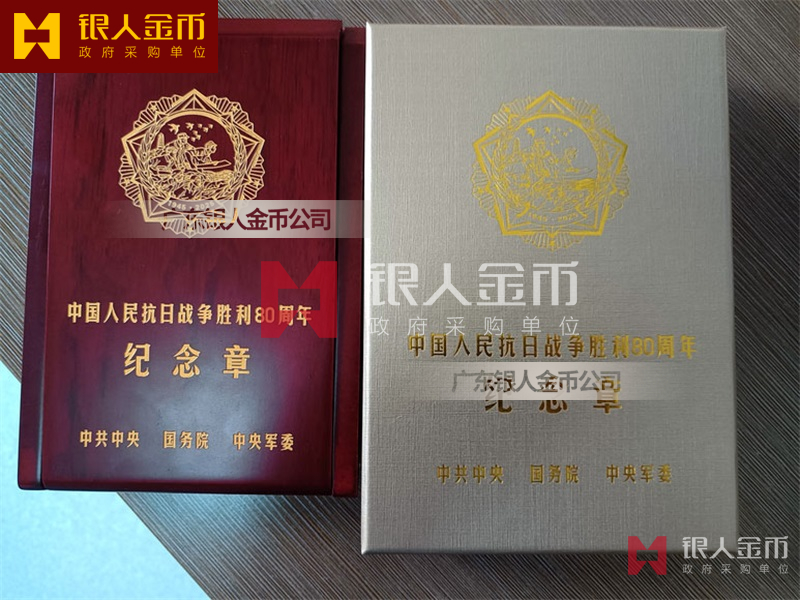 银人金币
政府采购单位
1945 2025
广东银人金币公司
中国人民抗日战争胜利80周年
纪念章
中共中央 国务院 中央军委
银人金币
政府采购单位
中国人民抗日战争胜利80周年
广东银人金币公司
纪念章
中共中央 国务院 中央军委
银人金币
政府采购单位